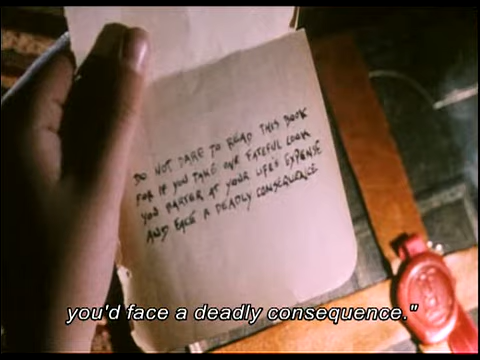 DO NOT DARE TO READ THIS BOOK
FOR IF YOU TAKE ONE FATEFUL LOOK
YOU BARTER AT YOUR LIFE'S EXPENSE
AND FACE A DEADLY CONSEQUENCE
you'd face a deadly consequence."